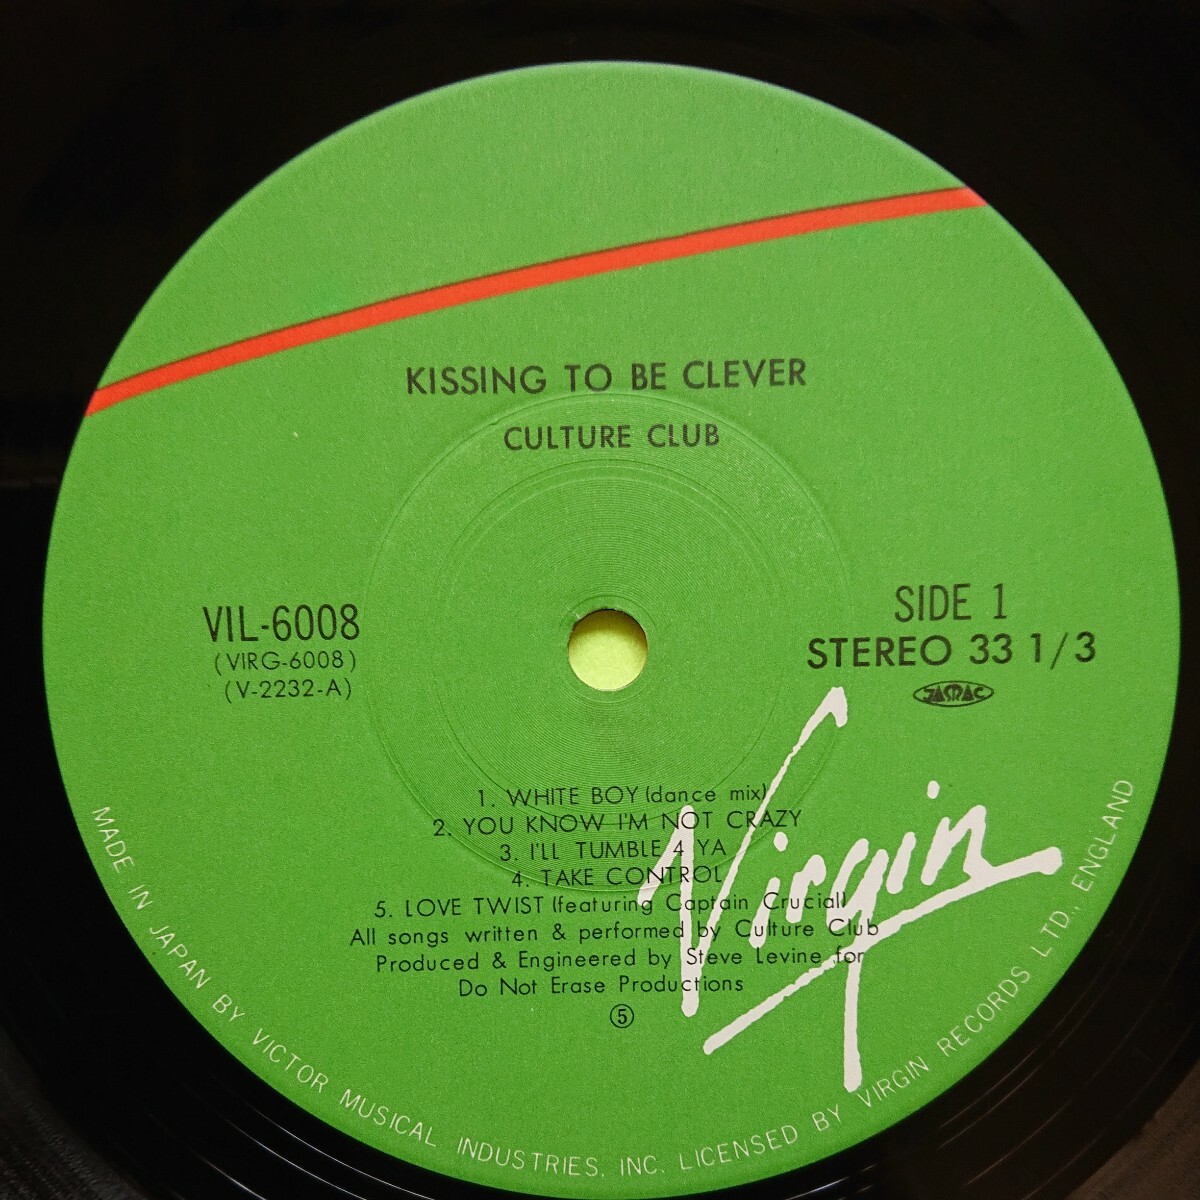 KISSING TO BE CLEVER
CULTURE CLUB
VIL-6008
(VIRG-6008)
(V-2232-A)
SIDE 1
STEREO 33 1/3
JASRAC
1. WHITE BOY (dance mix)
2. YOU KNOW I'M NOT CRAZY
3. I'LL TUMBLE 4 YA
4. TAKE CONTROL
5. LOVE TWIST (featuring Captain Crucial)
All songs written & performed by Culture Club
Produced & Engineered by Steve Levine for
Do Not Erase Productions
⑤
Virgin
MADE IN JAPAN BY VICTOR MUSICAL INDUSTRIES, INC. LICENSED BY VIRGIN RECORDS LTD., ENGLAND